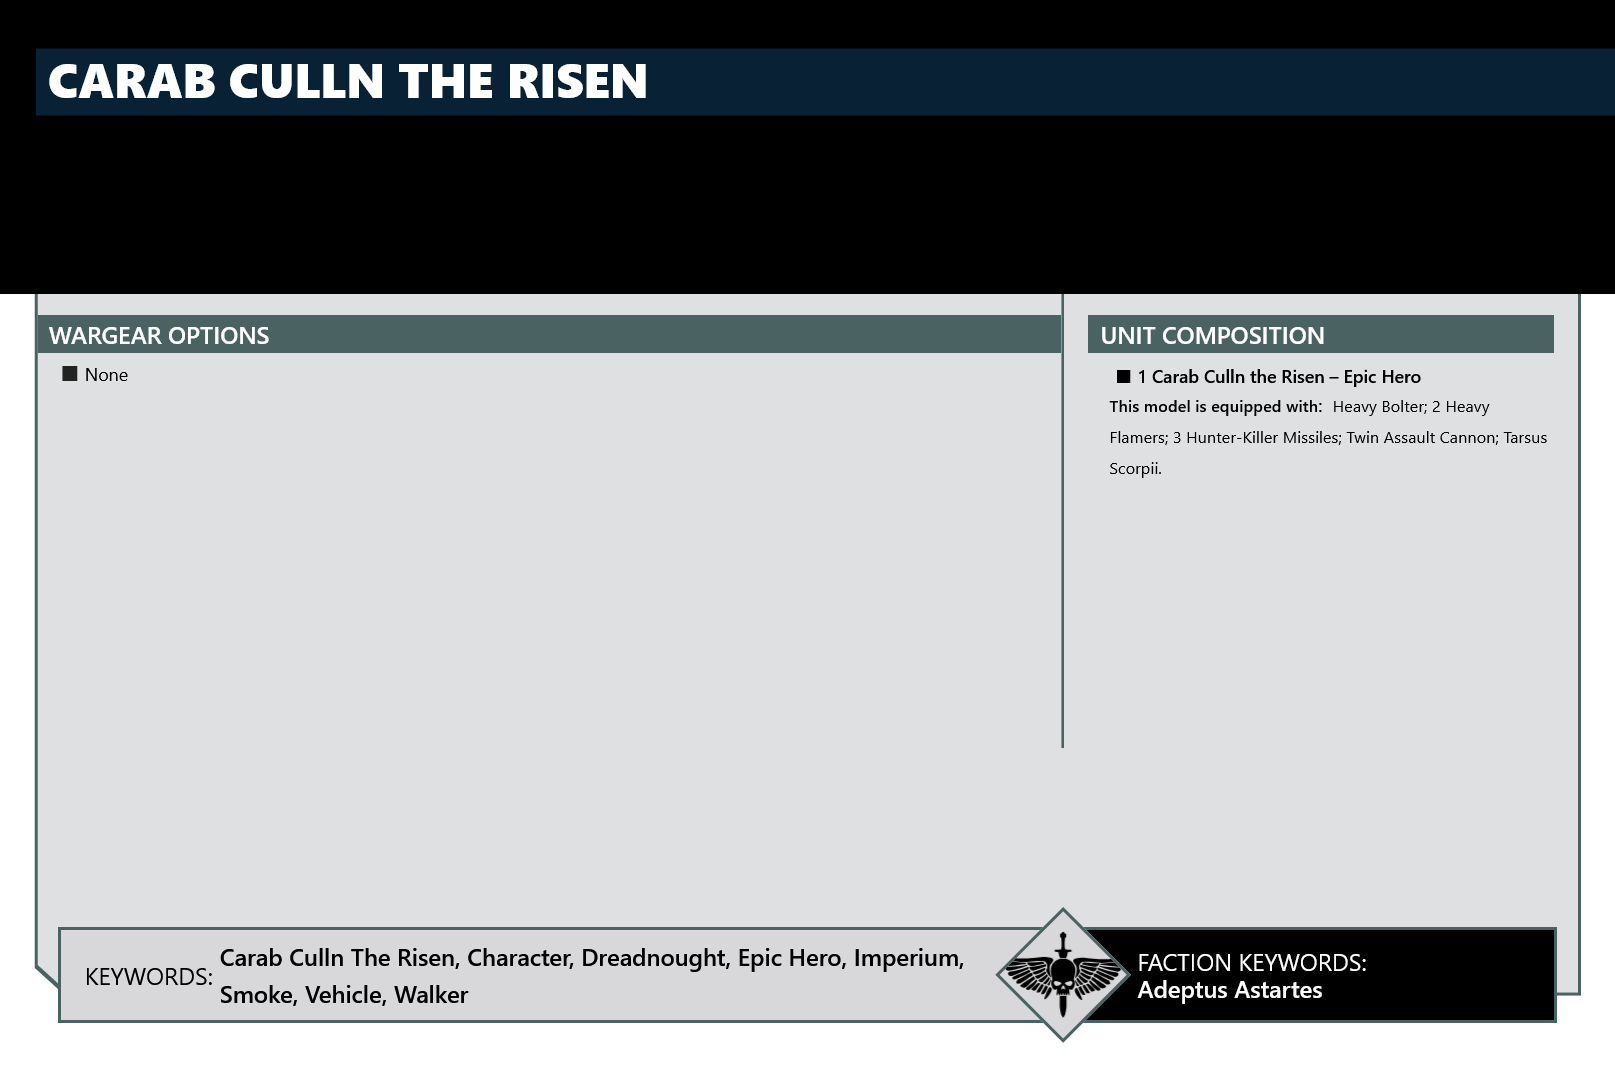 CARAB CULLN THE RISEN
WARGEAR OPTIONS
■ None
UNIT COMPOSITION
■ 1 Carab Culln the Risen – Epic Hero
This model is equipped with: Heavy Bolter; 2 Heavy
Flamers; 3 Hunter-Killer Missiles; Twin Assault Cannon; Tarsus
Scorpii.
KEYWORDS: Carab Culln The Risen, Character, Dreadnought, Epic Hero, Imperium,
Smoke, Vehicle, Walker
FACTION KEYWORDS:
Adeptus Astartes